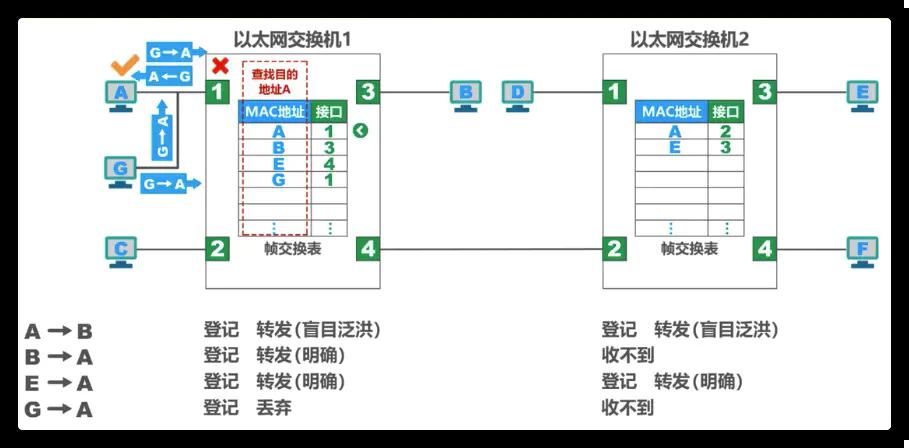 以太网交换机1
以太网交换机2
G→A
A←G
G→A
G→A
A
G
C
B
D
E
F
1
2
3
4
查找目的
地址A
MAC地址 接口
A 1
B 3
E 4
G 1
⋮ ⋮
帧交换表
1
2
3
4
MAC地址 接口
A 2
E 3
⋮ ⋮
帧交换表
A→B 登记 转发(盲目泛洪) 登记 转发(盲目泛洪)
B→A 登记 转发(明确) 收不到
E→A 登记 转发(明确) 登记 转发(明确)
G→A 登记 丢弃 收不到